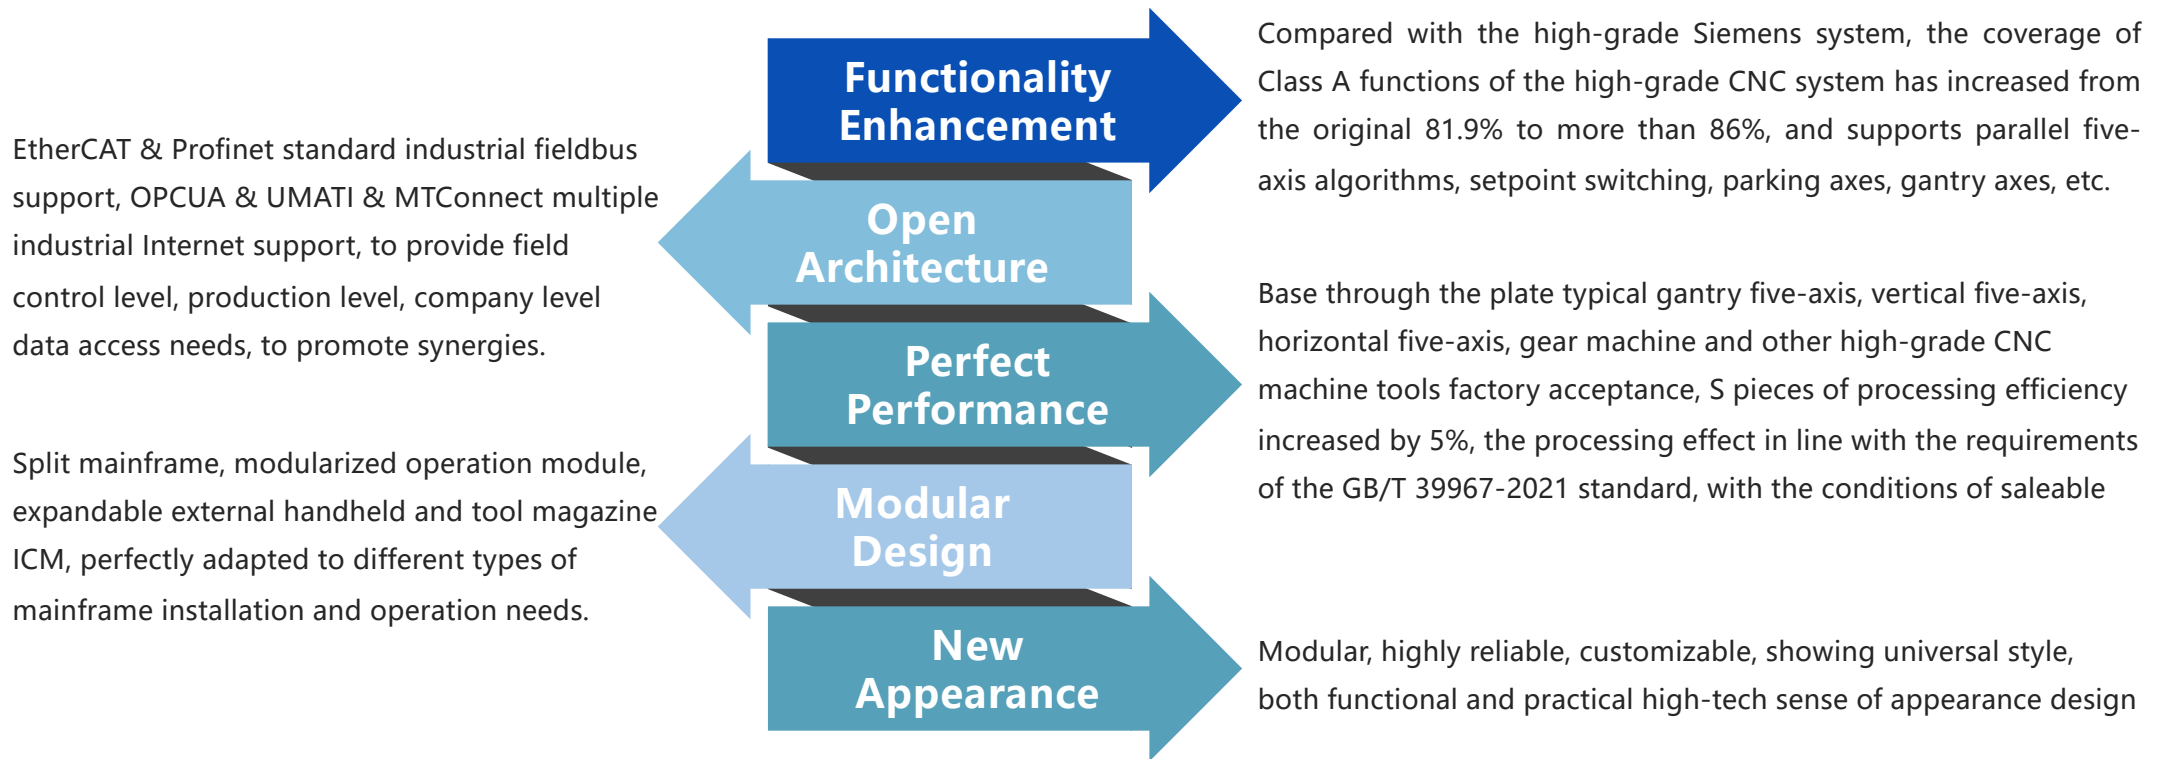 Functionality
Enhancement
Compared with the high-grade Siemens system, the coverage of
Class A functions of the high-grade CNC system has increased from
the original 81.9% to more than 86%, and supports parallel five-
axis algorithms, setpoint switching, parking axes, gantry axes, etc.
EtherCAT & Profinet standard industrial fieldbus
support, OPCUA & UMATI & MTConnect multiple
industrial Internet support, to provide field
control level, production level, company level
data access needs, to promote synergies.
Open
Architecture
Perfect
Performance
Base through the plate typical gantry five-axis, vertical five-axis,
horizontal five-axis, gear machine and other high-grade CNC
machine tools factory acceptance, S pieces of processing efficiency
increased by 5%, the processing effect in line with the requirements
of the GB/T 39967-2021 standard, with the conditions of saleable
Split mainframe, modularized operation module,
expandable external handheld and tool magazine
ICM, perfectly adapted to different types of
mainframe installation and operation needs.
Modular
Design
New
Appearance
Modular, highly reliable, customizable, showing universal style,
both functional and practical high-tech sense of appearance design